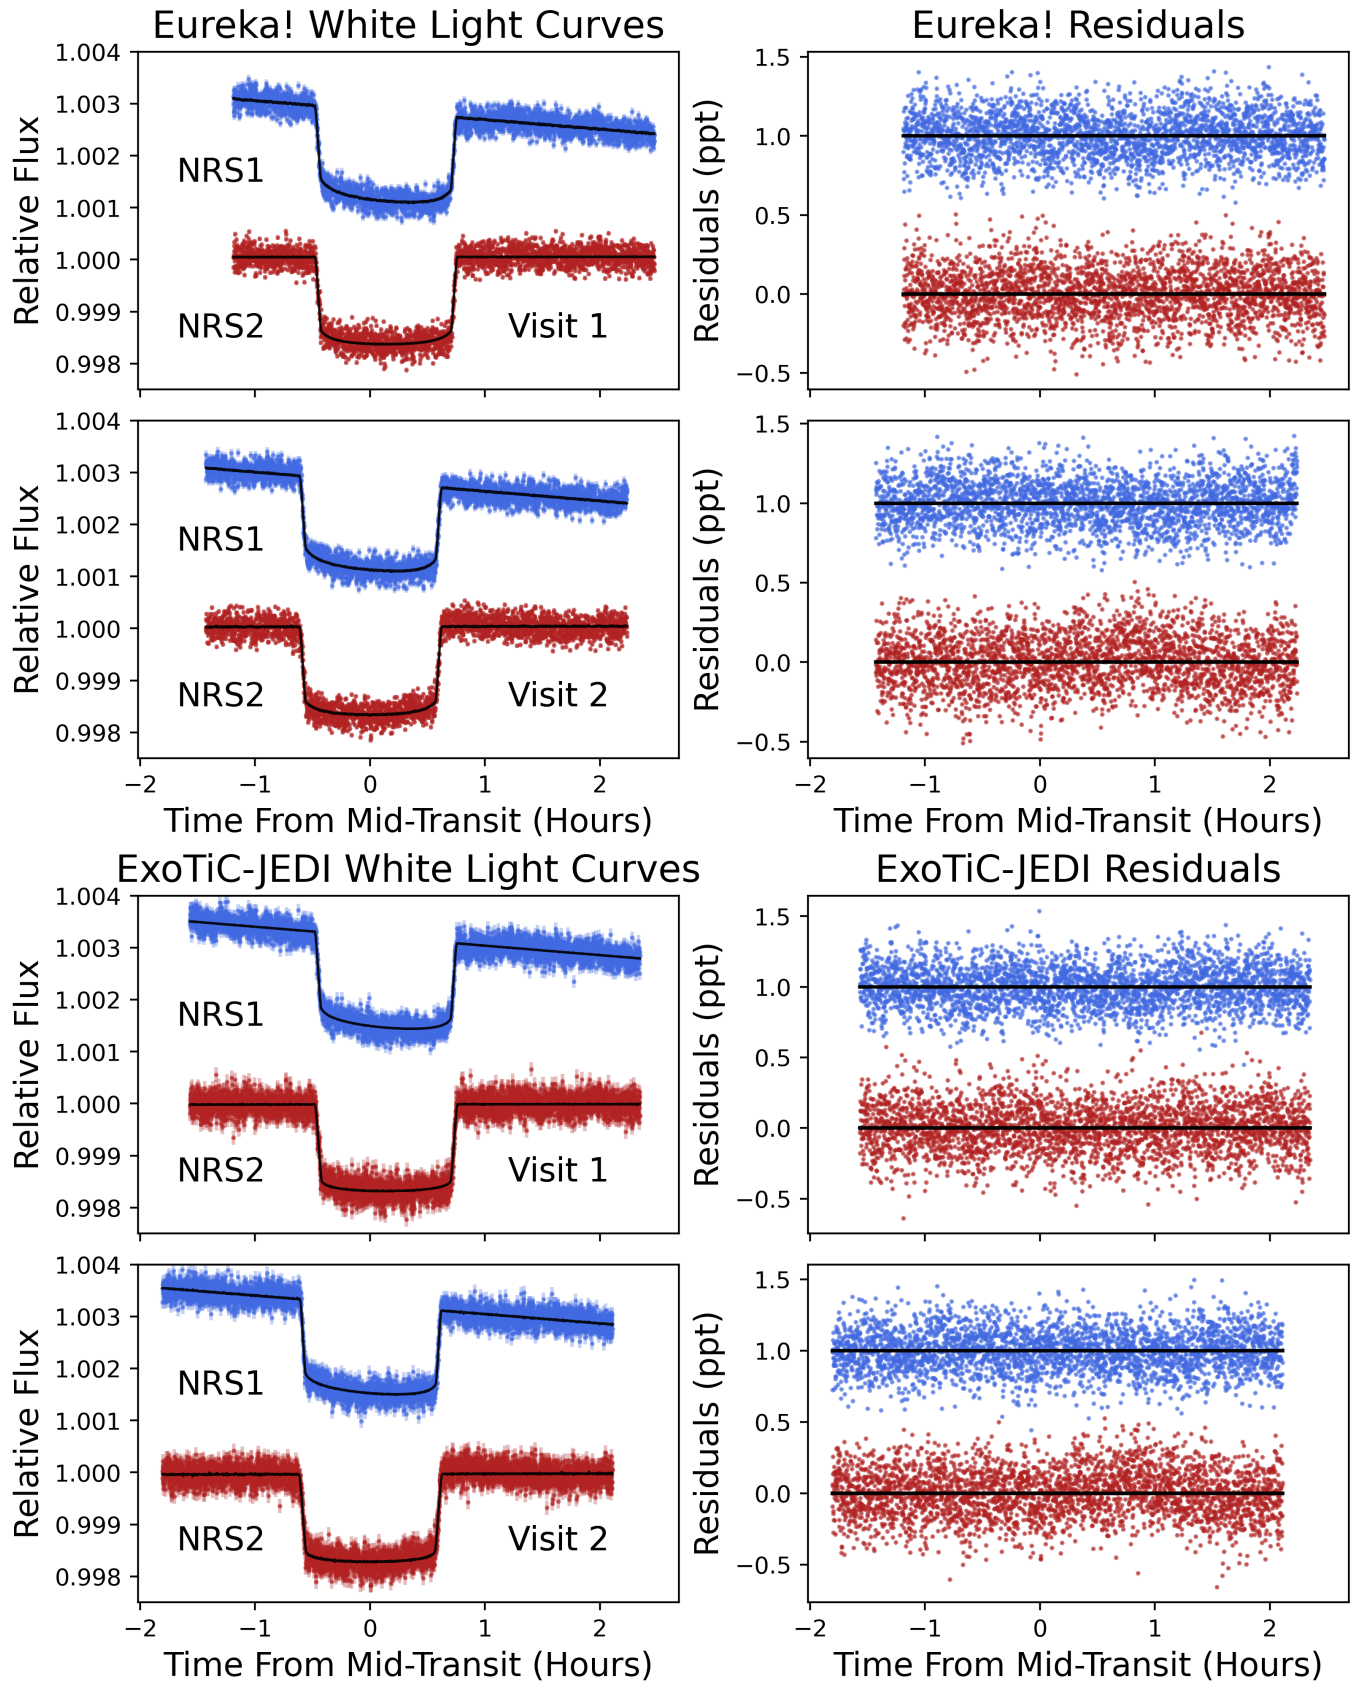 Eureka! White Light Curves
Eureka! Residuals
1.004
1.003
1.002
1.001
1.000
0.999
0.998
Relative Flux
NRS1
NRS2
Visit 1
1.5
1.0
0.5
0.0
−0.5
Residuals (ppt)
1.004
1.003
1.002
1.001
1.000
0.999
0.998
Relative Flux
NRS1
NRS2
Visit 2
−2
−1
0
1
2
Time From Mid-Transit (Hours)
1.5
1.0
0.5
0.0
−0.5
Residuals (ppt)
−2
−1
0
1
2
Time From Mid-Transit (Hours)
ExoTiC-JEDI White Light Curves
ExoTiC-JEDI Residuals
1.004
1.003
1.002
1.001
1.000
0.999
0.998
Relative Flux
NRS1
NRS2
Visit 1
1.5
1.0
0.5
0.0
−0.5
Residuals (ppt)
1.004
1.003
1.002
1.001
1.000
0.999
0.998
Relative Flux
NRS1
NRS2
Visit 2
−2
−1
0
1
2
Time From Mid-Transit (Hours)
1.5
1.0
0.5
0.0
−0.5
Residuals (ppt)
−2
−1
0
1
2
Time From Mid-Transit (Hours)